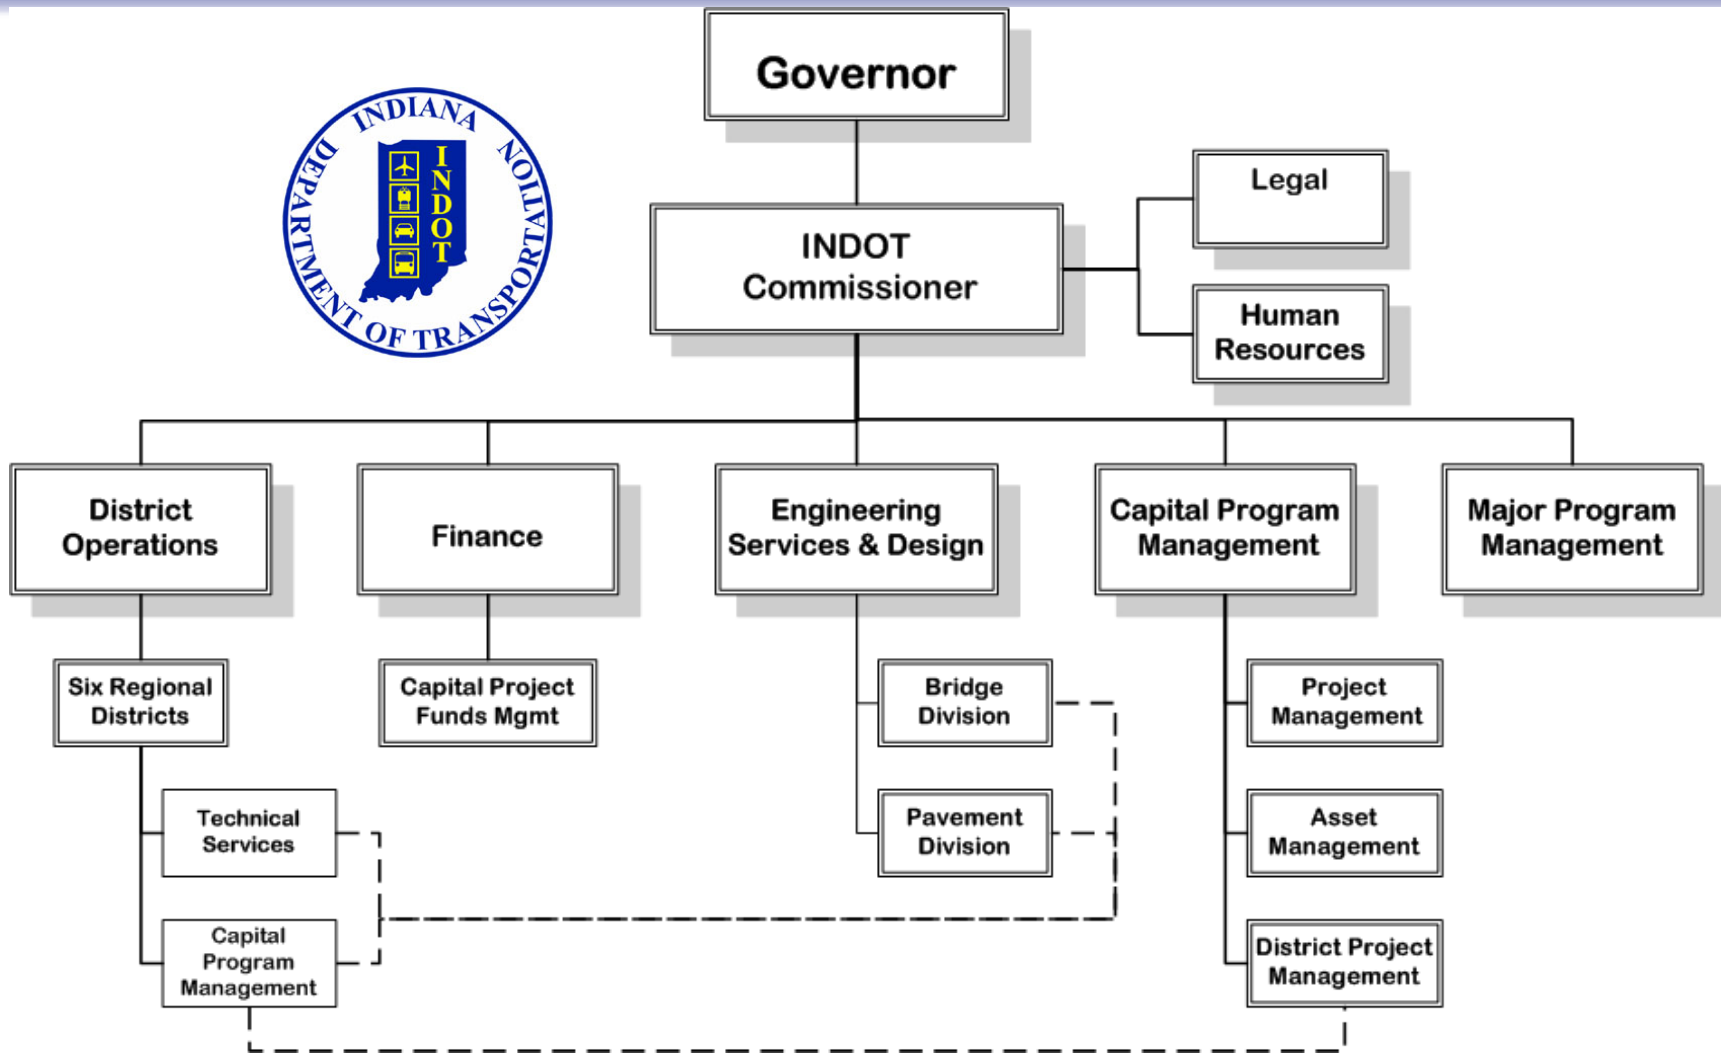 Governor
INDIANA
DEPARTMENT OF TRANSPORTATION
INDOT
Legal
INDOT
Commissioner
Human
Resources
District
Operations
Finance
Engineering
Services & Design
Capital Program
Management
Major Program
Management
Six Regional
Districts
Capital Project
Funds Mgmt
Bridge
Division
Project
Management
Technical
Services
Pavement
Division
Asset
Management
Capital
Program
Management
District Project
Management